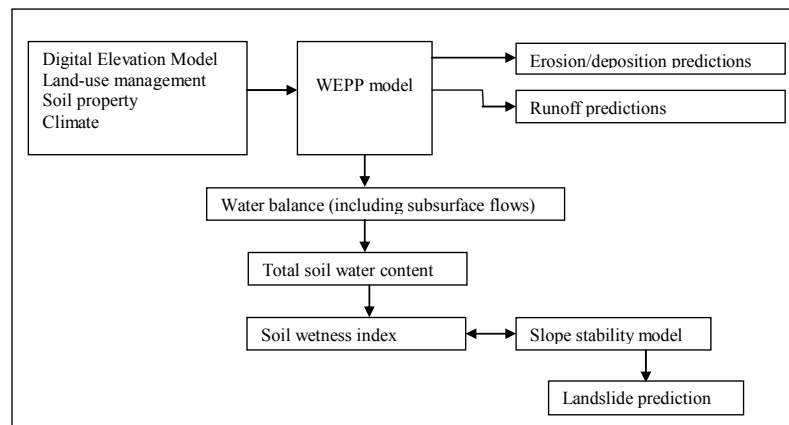 Digital Elevation Model
Land-use management
Soil property
Climate
WEPP model
Erosion/deposition predictions
Runoff predictions
Water balance (including subsurface flows)
Total soil water content
Soil wetness index
Slope stability model
Landslide prediction